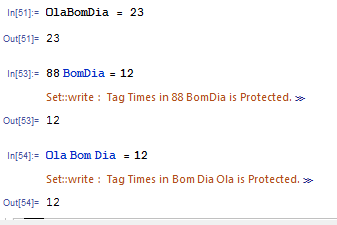 In[51]:= OlaBomDia = 23
Out[51]= 23
In[53]:= 88 BomDia = 12
Set::write : Tag Times in 88 BomDia is Protected. ≫
Out[53]= 12
In[54]:= Ola Bom Dia = 12
Set::write : Tag Times in Bom Dia Ola is Protected. ≫
Out[54]= 12